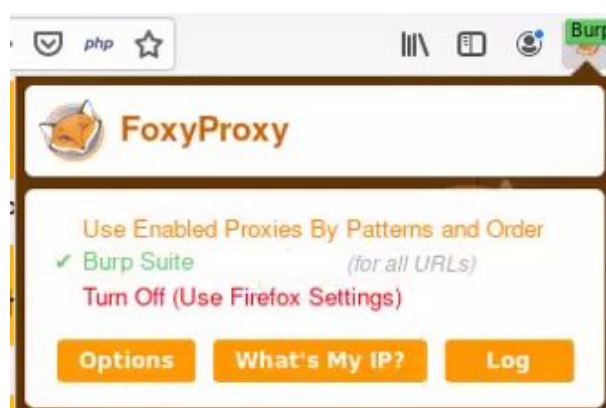 php
Burp
FoxyProxy
Use Enabled Proxies By Patterns and Order
✔ Burp Suite (for all URLs)
Turn Off (Use Firefox Settings)
Options What's My IP? Log